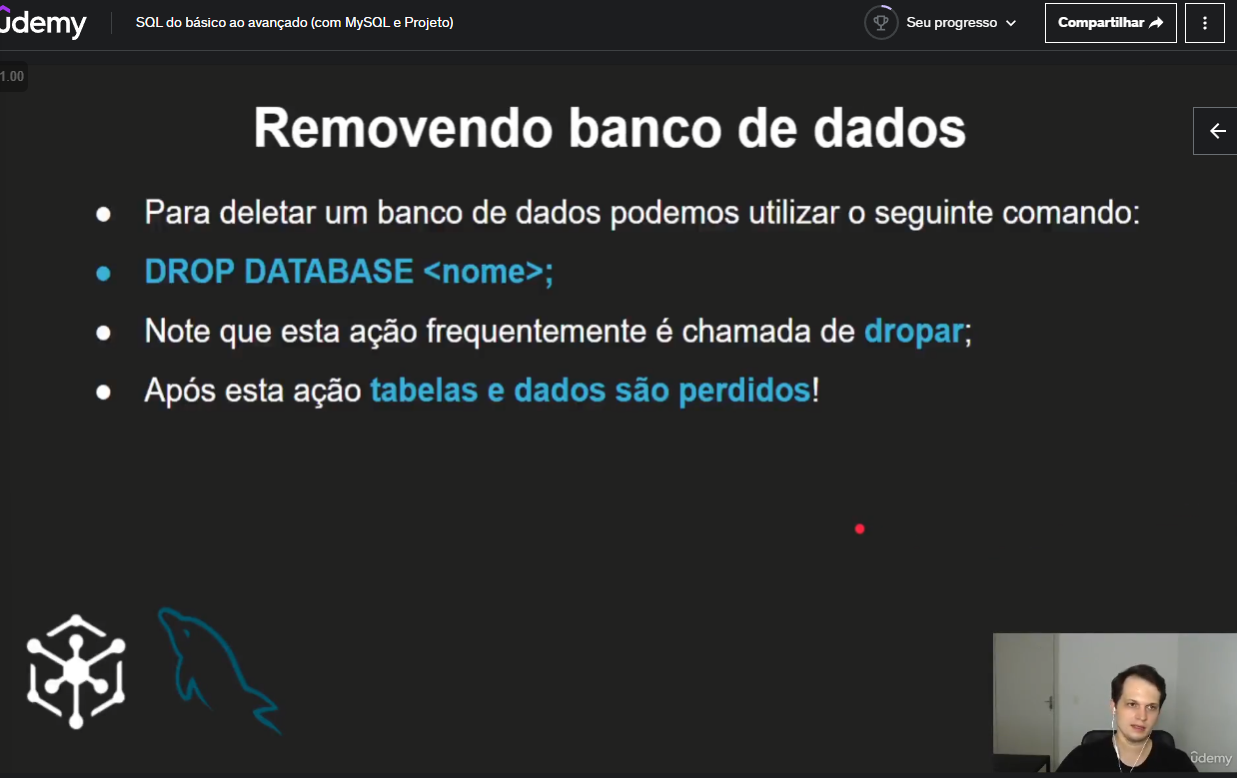 udemy
SQL do básico ao avançado (com MySQL e Projeto)
Seu progresso
Compartilhar
1.00
Removendo banco de dados
Para deletar um banco de dados podemos utilizar o seguinte comando:
DROP DATABASE <nome>;
Note que esta ação frequentemente é chamada de dropar;
Após esta ação tabelas e dados são perdidos!
udemy